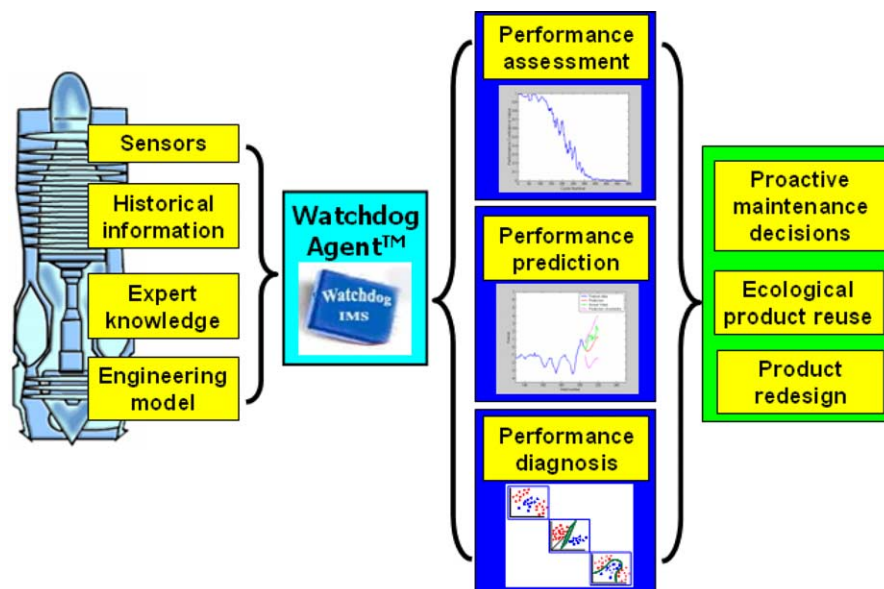 Sensors
Historical
information
Expert
knowledge
Engineering
model
Watchdog
Agent™
Watchdog
IMS
Performance
assessment
Performance
prediction
Performance
diagnosis
Proactive
maintenance
decisions
Ecological
product reuse
Product
redesign